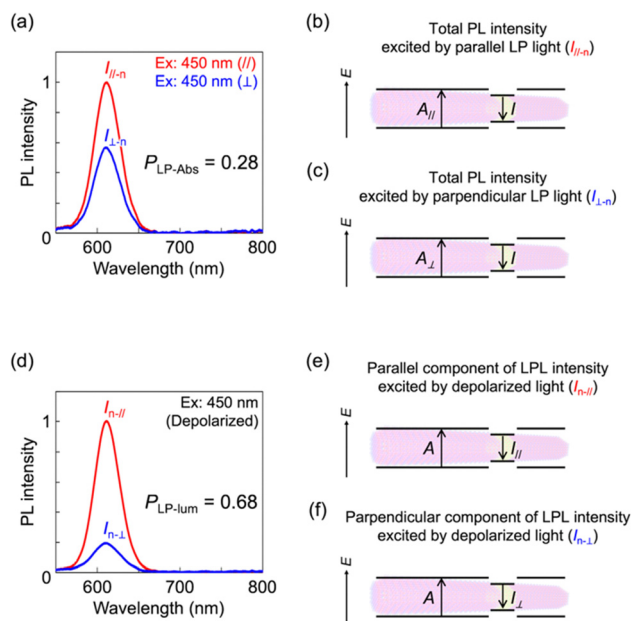 (a)
PL intensity
1
0
I//-n
I⊥-n
Ex: 450 nm (//)
Ex: 450 nm (⊥)
PLP-Abs = 0.28
600
700
800
Wavelength (nm)
(b)
Total PL intensity
excited by parallel LP light (I//-n)
E
A//
I
(c)
Total PL intensity
excited by parpendicular LP light (I⊥-n)
E
A⊥
I
(d)
PL intensity
1
0
In-//
In-⊥
Ex: 450 nm
(Depolarized)
PLP-lum = 0.68
600
700
800
Wavelength (nm)
(e)
Parallel component of LPL intensity
excited by depolarized light (In-//)
E
A
I//
(f)
Parpendicular component of LPL intensity
excited by depolarized light (In-⊥)
E
A
I⊥